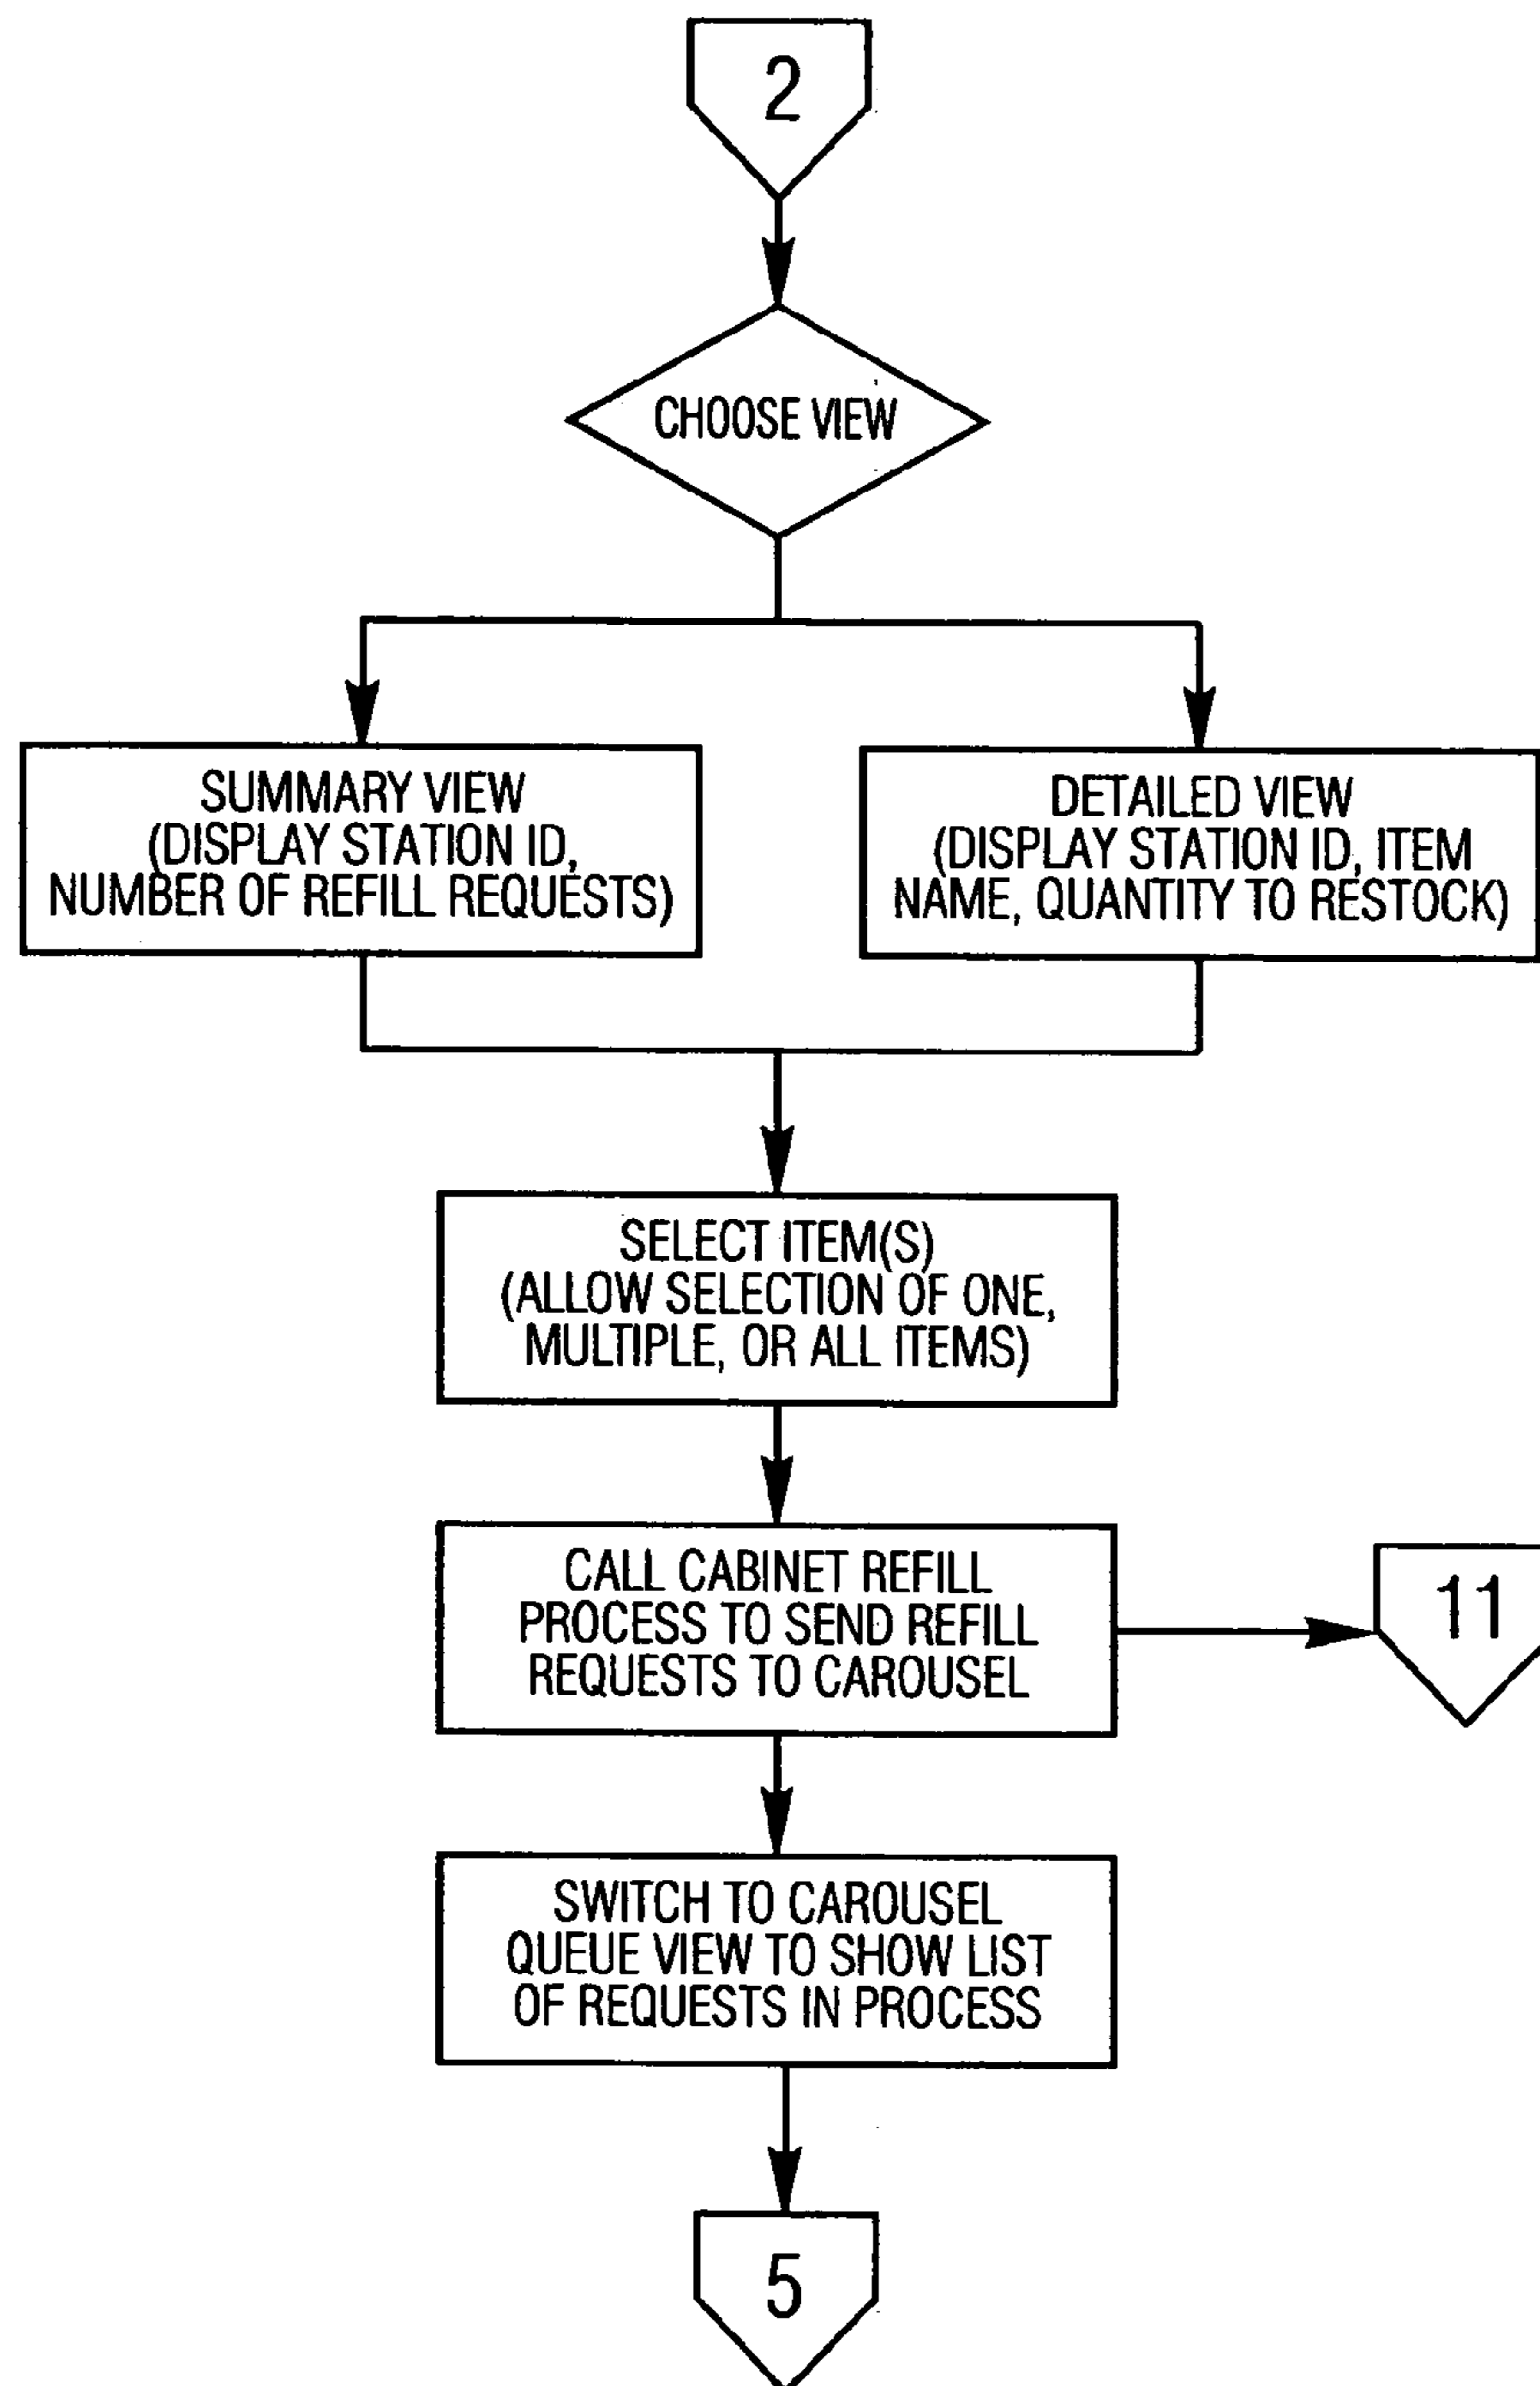 2
CHOOSE VIEW
SUMMARY VIEW
(DISPLAY STATION ID,
NUMBER OF REFILL REQUESTS)
DETAILED VIEW
(DISPLAY STATION ID, ITEM
NAME, QUANTITY TO RESTOCK)
SELECT ITEM(S)
(ALLOW SELECTION OF ONE,
MULTIPLE, OR ALL ITEMS)
CALL CABINET REFILL
PROCESS TO SEND REFILL
REQUESTS TO CAROUSEL
11
SWITCH TO CAROUSEL
QUEUE VIEW TO SHOW LIST
OF REQUESTS IN PROCESS
5